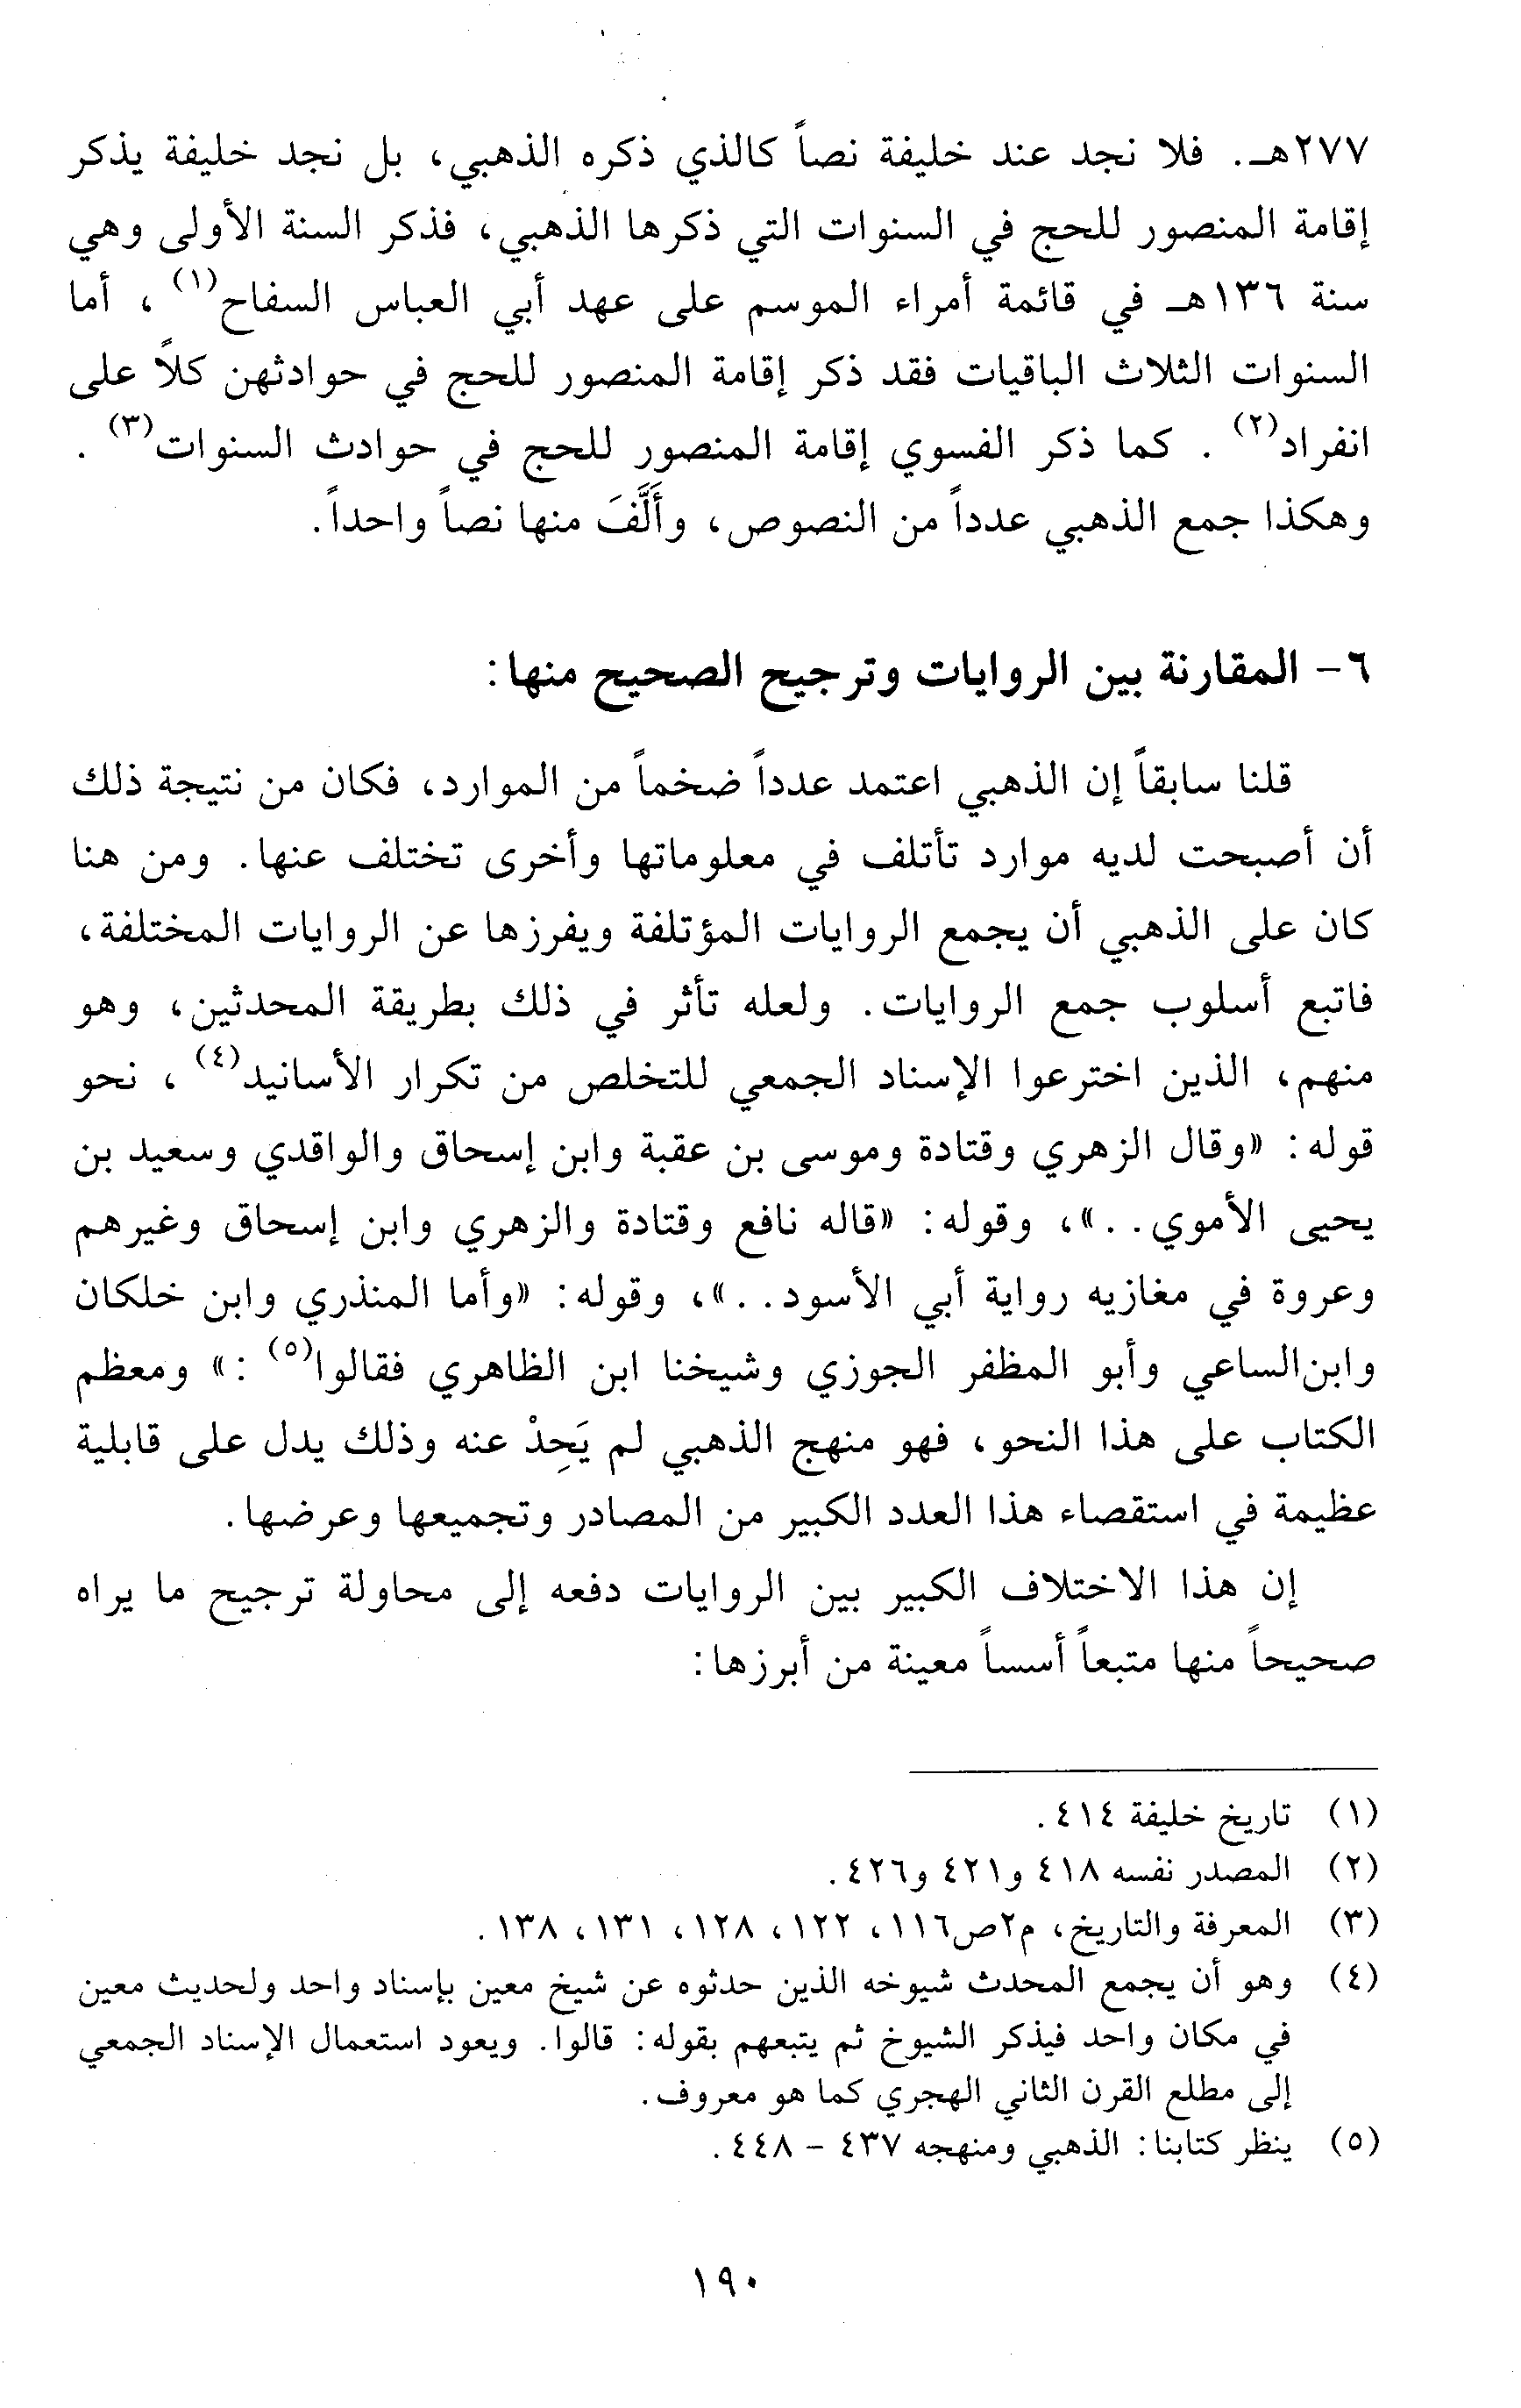 ٢٧٧هـ. فلا نجد عند خليفة نصاً كالذي ذكره الذهبي، بل نجد خليفة يذكر
إقامة المنصور للحج في السنوات التي ذكرها الذهبي، فذكر السنة الأولى وهي
سنة ١٣٦هـ في قائمة أمراء الموسم على عهد أبي العباس السفاح(١)، أما
السنوات الثلاث الباقيات فقد ذكر إقامة المنصور للحج في حوادثهن كلاً على
انفراد(٢). كما ذكر الفسوي إقامة المنصور للحج في حوادث السنوات(٣).
وهكذا جمع الذهبي عدداً من النصوص، وأَلَّفَ منها نصاً واحداً.
٦- المقارنة بين الروايات وترجيح الصحيح منها:
قلنا سابقاً إن الذهبي اعتمد عدداً ضخماً من الموارد، فكان من نتيجة ذلك
أن أصبحت لديه موارد تأتلف في معلوماتها وأخرى تختلف عنها. ومن هنا
كان على الذهبي أن يجمع الروايات المؤتلفة ويفرزها عن الروايات المختلفة،
فاتبع أسلوب جمع الروايات. ولعله تأثر في ذلك بطريقة المحدثين، وهو
منهم، الذين اخترعوا الإسناد الجمعي للتخلص من تكرار الأسانيد(٤)، نحو
قوله: «وقال الزهري وقتادة وموسى بن عقبة وابن إسحاق والواقدي وسعيد بن
يحيى الأموي..»، وقوله: «قاله نافع وقتادة والزهري وابن إسحاق وغيرهم
وعروة في مغازيه رواية أبي الأسود..»، وقوله: «وأما المنذري وابن خلكان
وابن الساعي وأبو المظفر الجوزي وشيخنا ابن الظاهري فقالوا(٥):» ومعظم
الكتاب على هذا النحو، فهو منهج الذهبي لم يَحِدْ عنه وذلك يدل على قابلية
عظيمة في استقصاء هذا العدد الكبير من المصادر وتجميعها وعرضها.
إن هذا الاختلاف الكبير بين الروايات دفعه إلى محاولة ترجيح ما يراه
صحيحاً منها متبعاً أسساً معينة من أبرزها:
(١) تاريخ خليفة ٤١٤.
(٢) المصدر نفسه ٤١٨ و٤٢١ و٤٢٦.
(٣) المعرفة والتاريخ، م٢ص١١٦، ١٢٢، ١٢٨، ١٣١، ١٣٨.
(٤) وهو أن يجمع المحدث شيوخه الذين حدثوه عن شيخ معين بإسناد واحد ولحديث معين
في مكان واحد فيذكر الشيوخ ثم يتبعهم بقوله: قالوا. ويعود استعمال الإسناد الجمعي
إلى مطلع القرن الثاني الهجري كما هو معروف.
(٥) ينظر كتابنا: الذهبي ومنهجه ٤٣٧ - ٤٤٨.
١٩٠